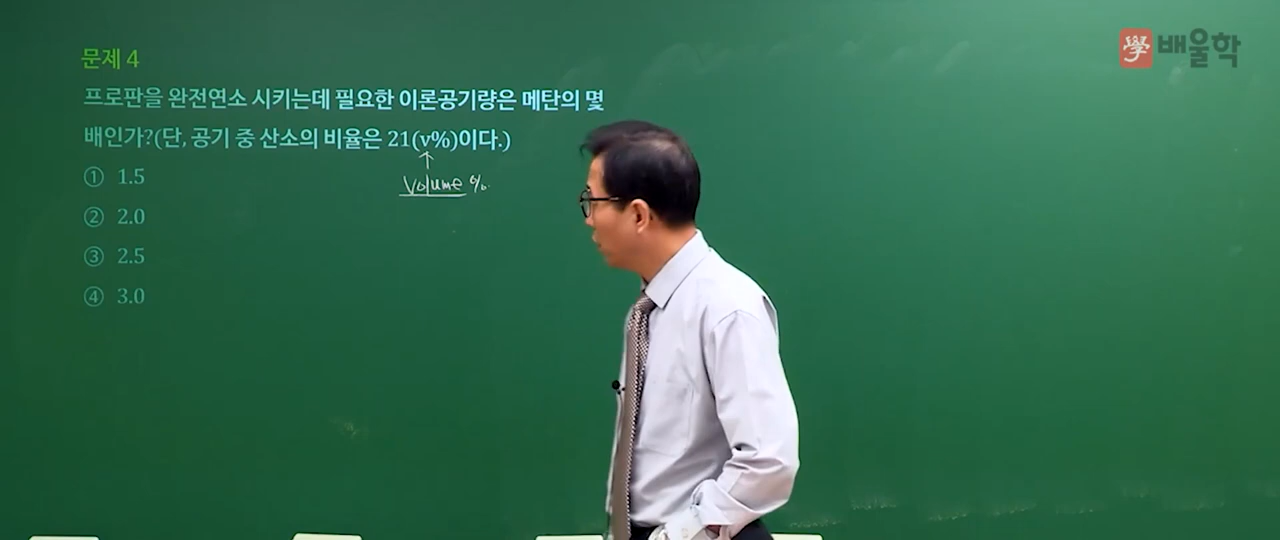 學 배울학
문제 4
프로판을 완전연소 시키는데 필요한 이론공기량은 메탄의 몇
배인가?(단, 공기 중 산소의 비율은 21(v%)이다.)
volume %.
① 1.5
② 2.0
③ 2.5
④ 3.0